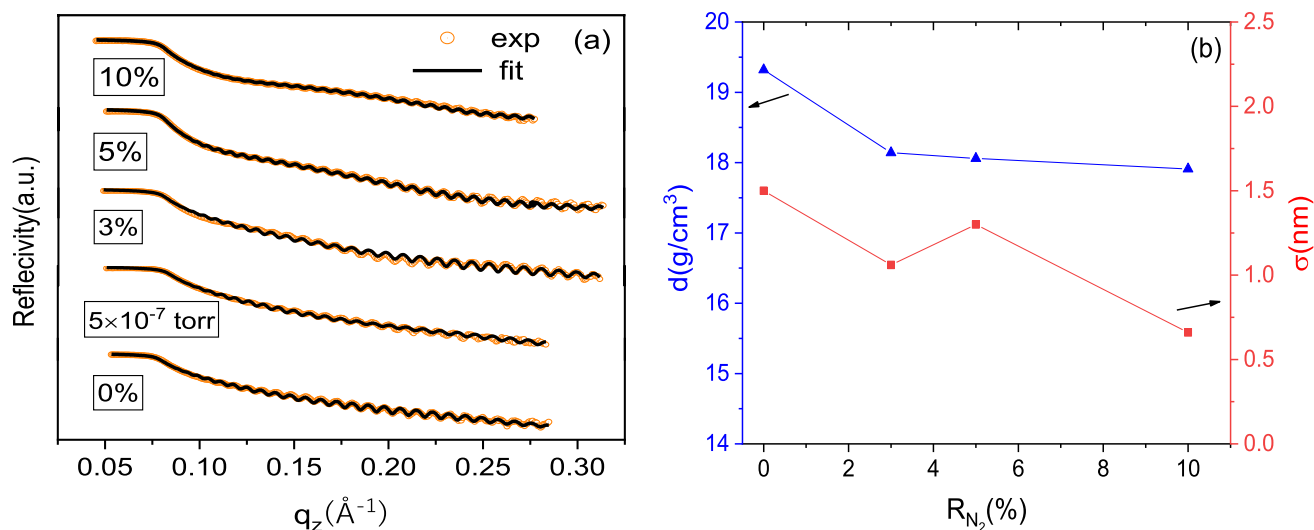 (a)
exp
fit
10%
5%
3%
5×10⁻⁷ torr
0%
Reflecivity(a.u.)
0.05 0.10 0.15 0.20 0.25 0.30
q_z(Å⁻¹)
(b)
20
19
18
17
16
15
14
d(g/cm³)
2.5
2.0
1.5
1.0
0.5
0.0
σ(nm)
0 2 4 6 8 10
R_N₂(%)